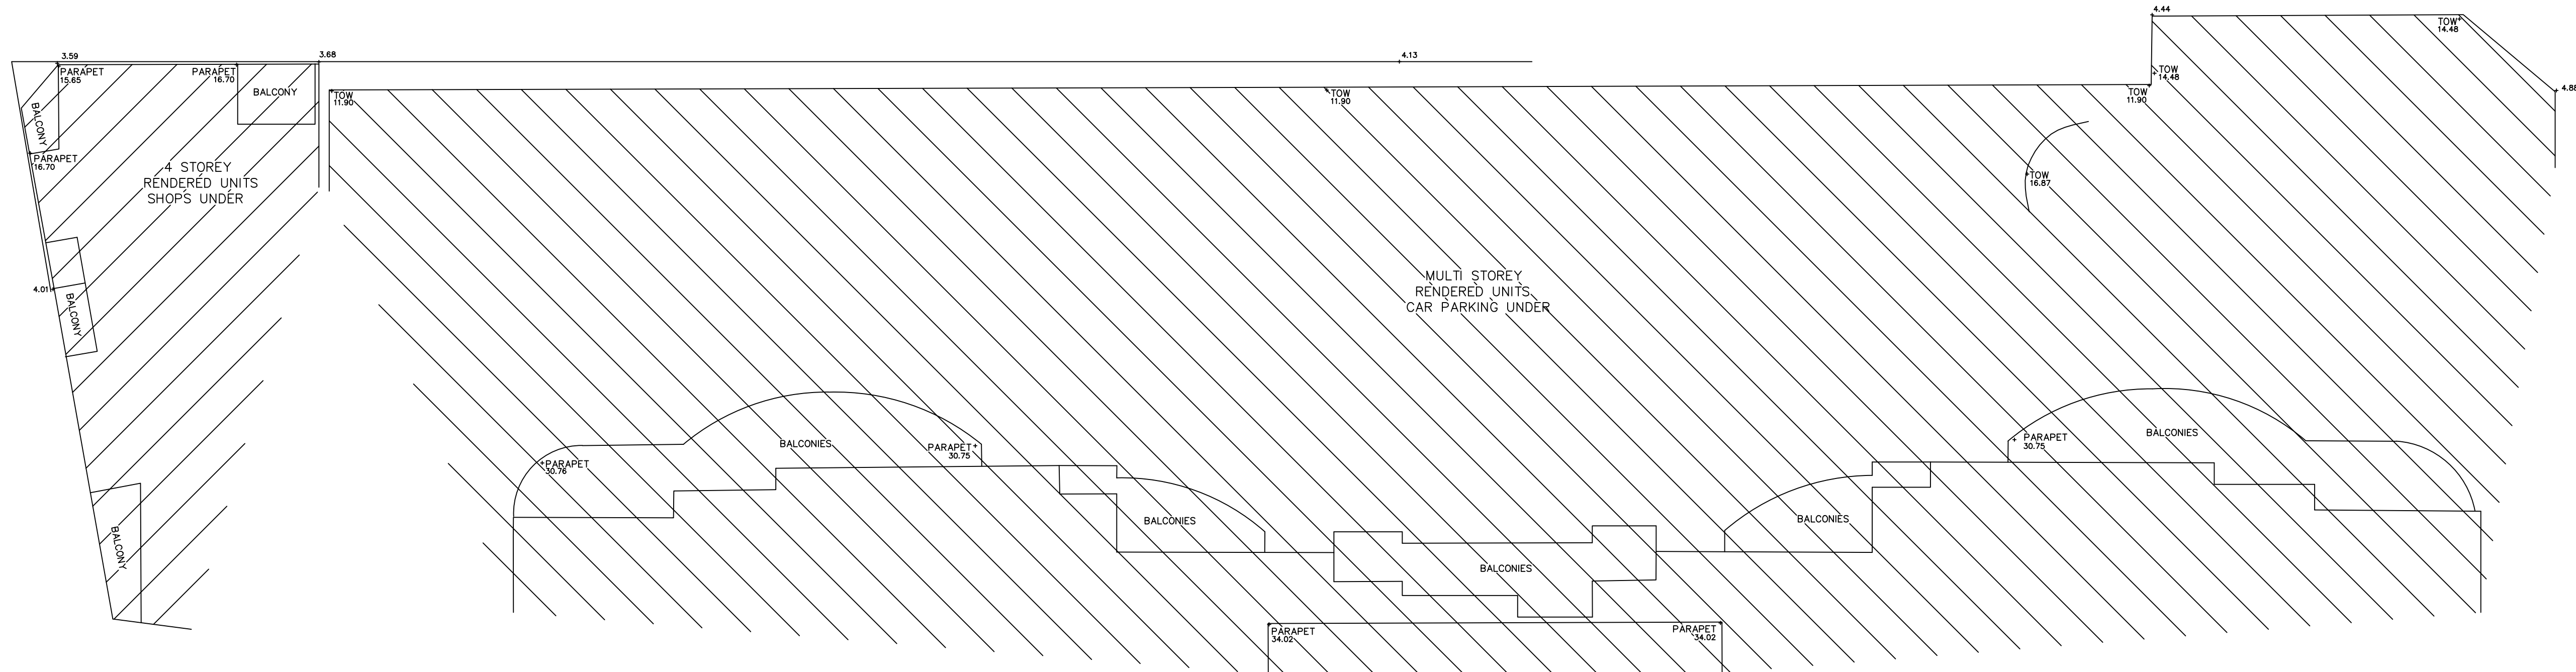 4.44
TOW
14.48
3.59
3.68
4.13
PARAPET
15.65
PARAPET
16.70
BALCONY
TOW
14.48
4.88
TOW
11.90
TOW
11.90
TOW
11.90
BALCONY
PARAPET
16.70
4 STOREY
RENDERED UNITS
SHOPS UNDER
TOW
16.87
4.01
BALCONY
MULTI STOREY
RENDERED UNITS
CAR PARKING UNDER
BALCONIES
PARAPET
30.75
PARAPET
30.76
PARAPET
30.75
BALCONIES
BALCONY
BALCONIES
BALCONIES
BALCONIES
PARAPET
34.02
PARAPET
34.02